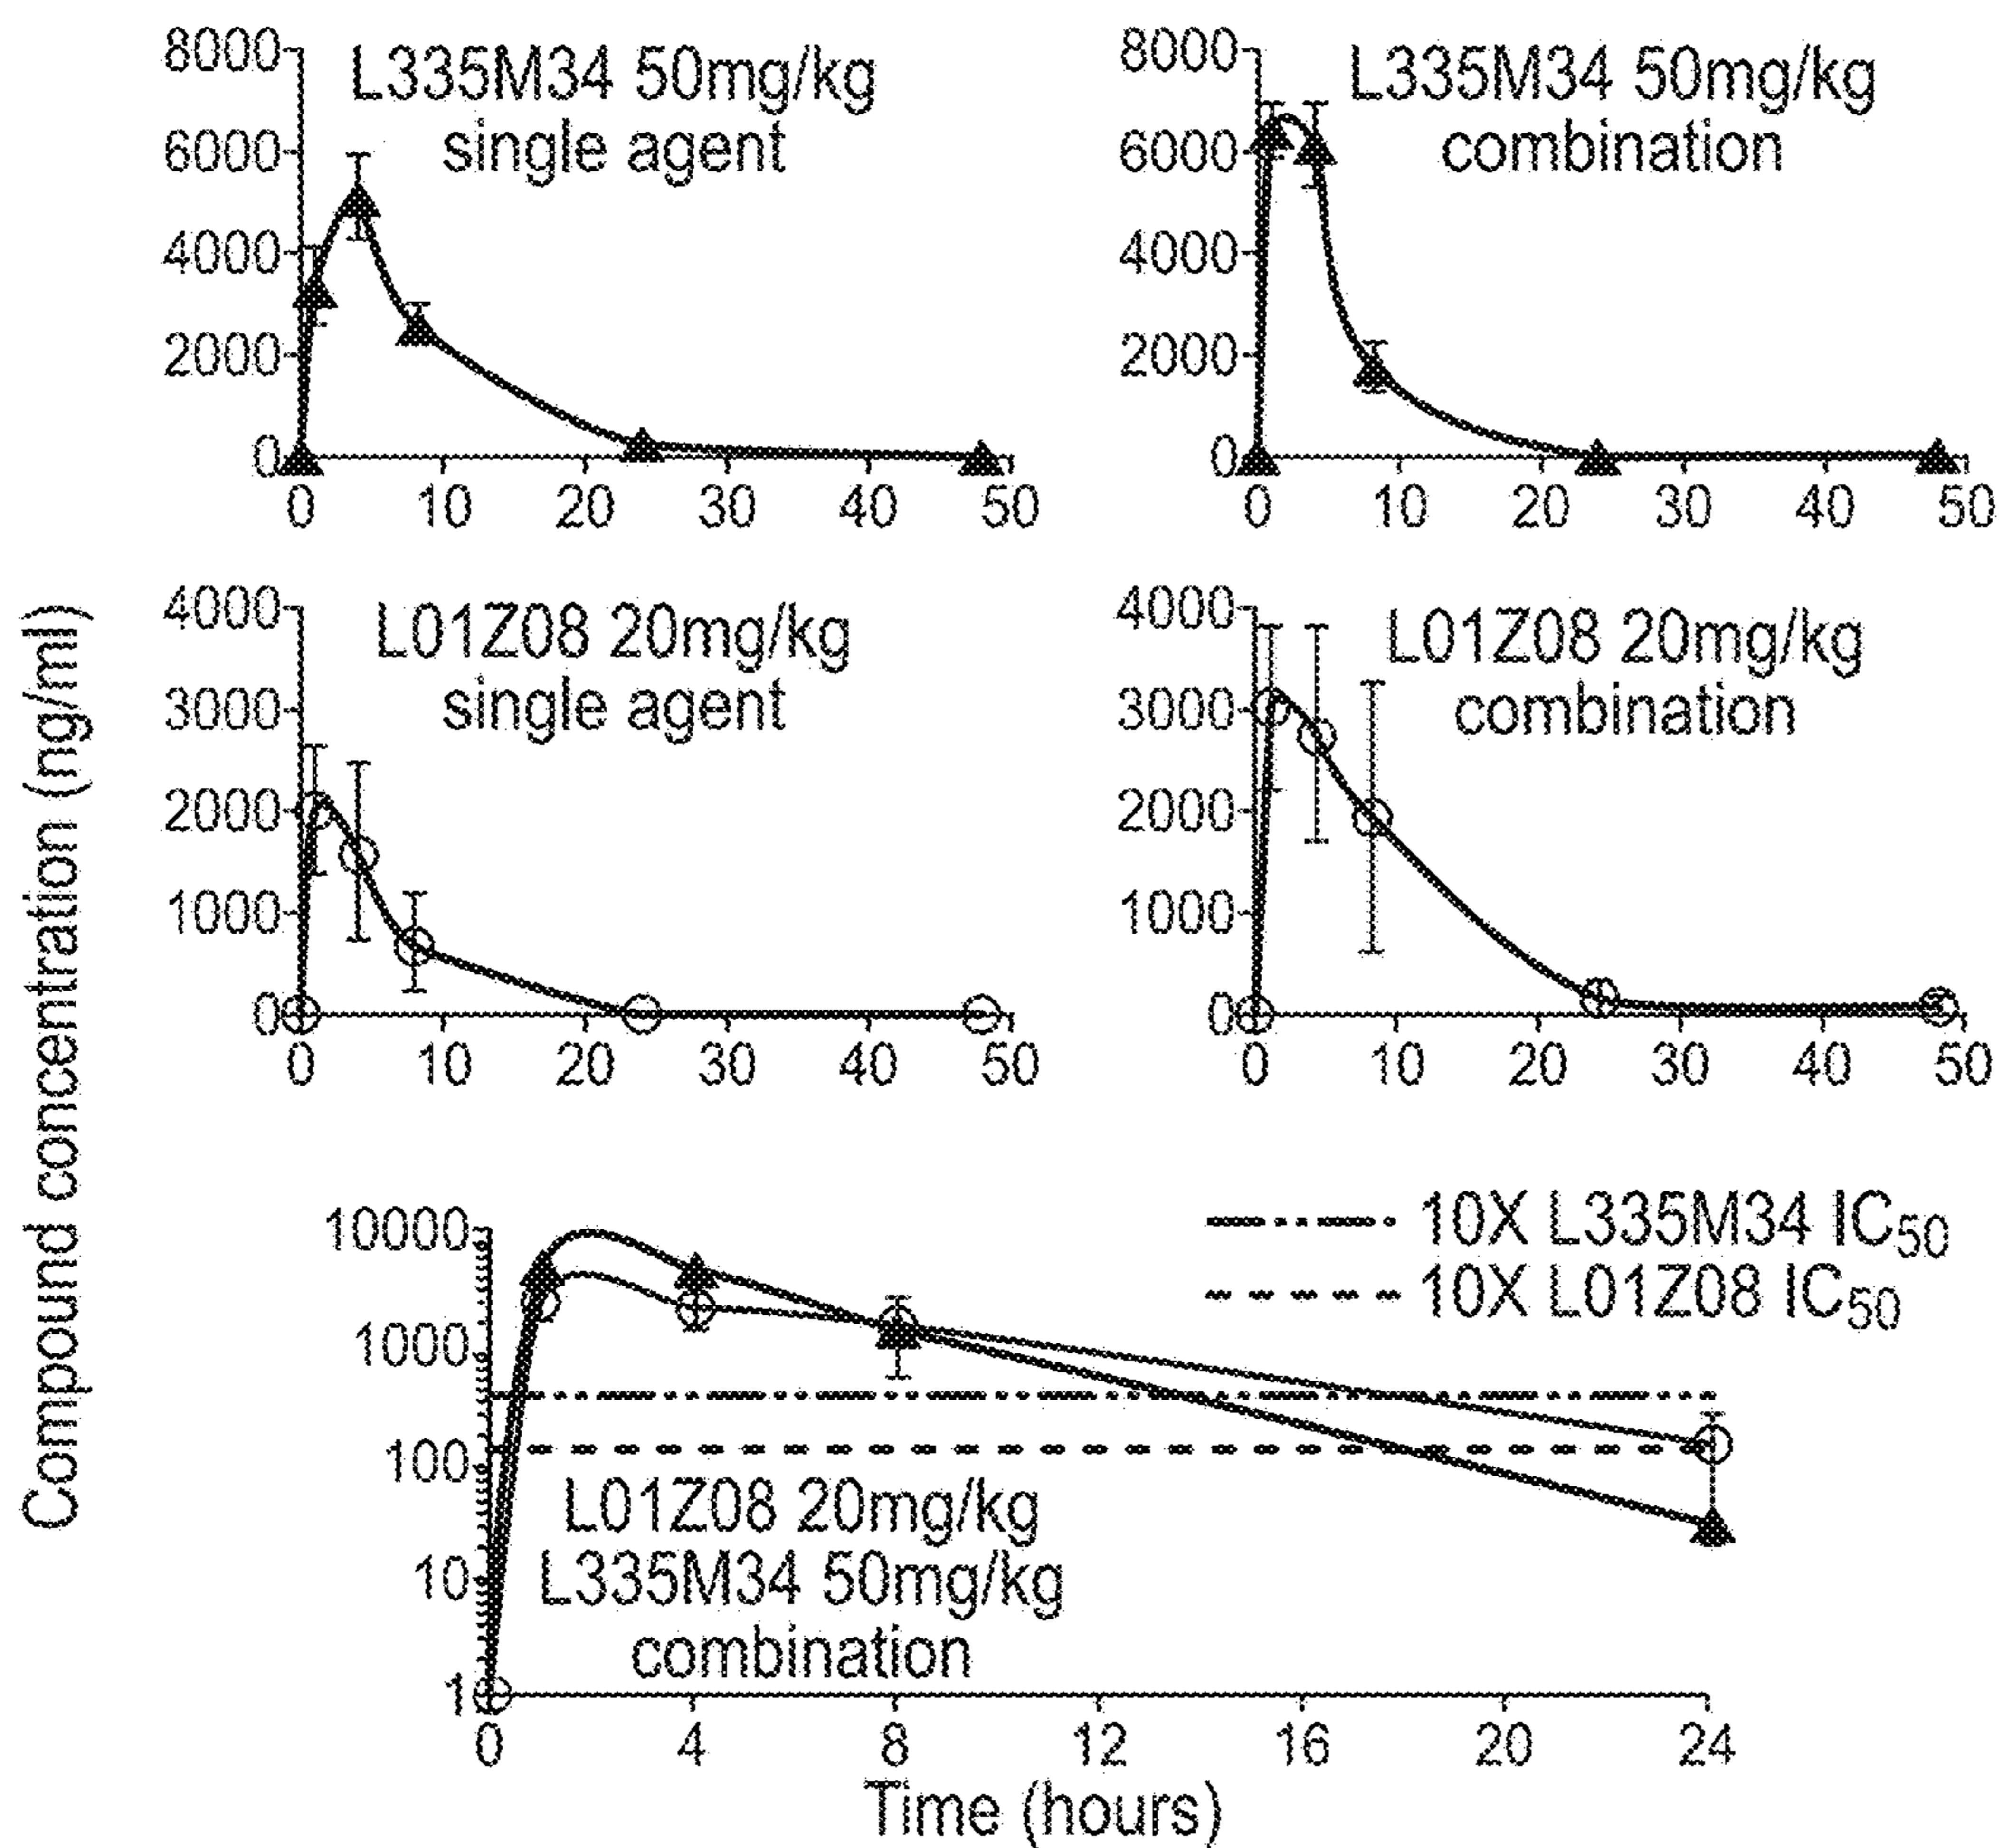 Compound concentration (ng/ml)
8000
6000
4000
2000
0
L335M34 50mg/kg
single agent
0 10 20 30 40 50
8000
6000
4000
2000
0
L335M34 50mg/kg
combination
0 10 20 30 40 50
4000
3000
2000
1000
0
L01Z08 20mg/kg
single agent
0 10 20 30 40 50
4000
3000
2000
1000
0
L01Z08 20mg/kg
combination
0 10 20 30 40 50
10X L335M34 IC50
10X L01Z08 IC50
10000
1000
100
10
1
L01Z08 20mg/kg
L335M34 50mg/kg
combination
0 4 8 12 16 20 24
Time (hours)